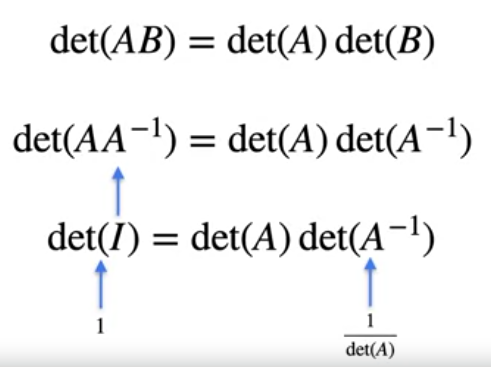 det(AB) = det(A) det(B)
det(AA⁻¹) = det(A) det(A⁻¹)
det(I) = det(A) det(A⁻¹)
1
1
det(A)